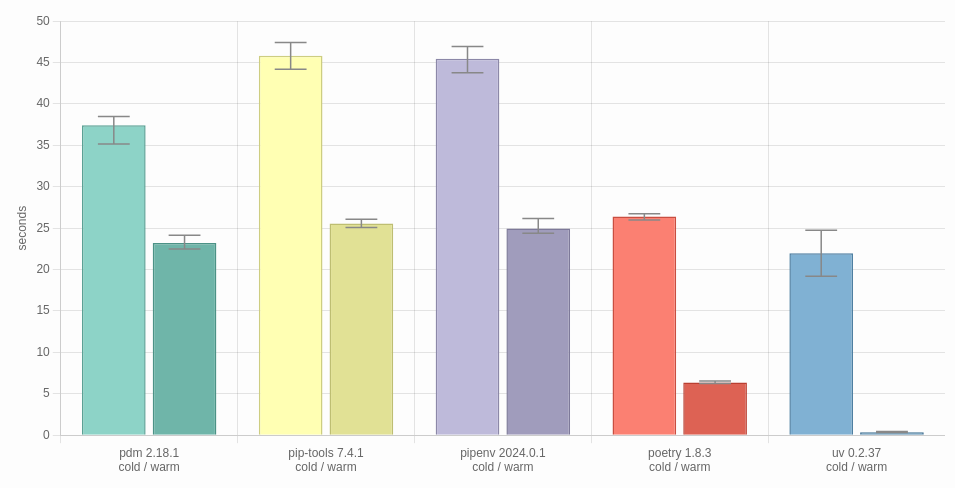 50
45
40
35
30
25
20
15
10
5
0
seconds
pdm 2.18.1
cold / warm
pip-tools 7.4.1
cold / warm
pipenv 2024.0.1
cold / warm
poetry 1.8.3
cold / warm
uv 0.2.37
cold / warm